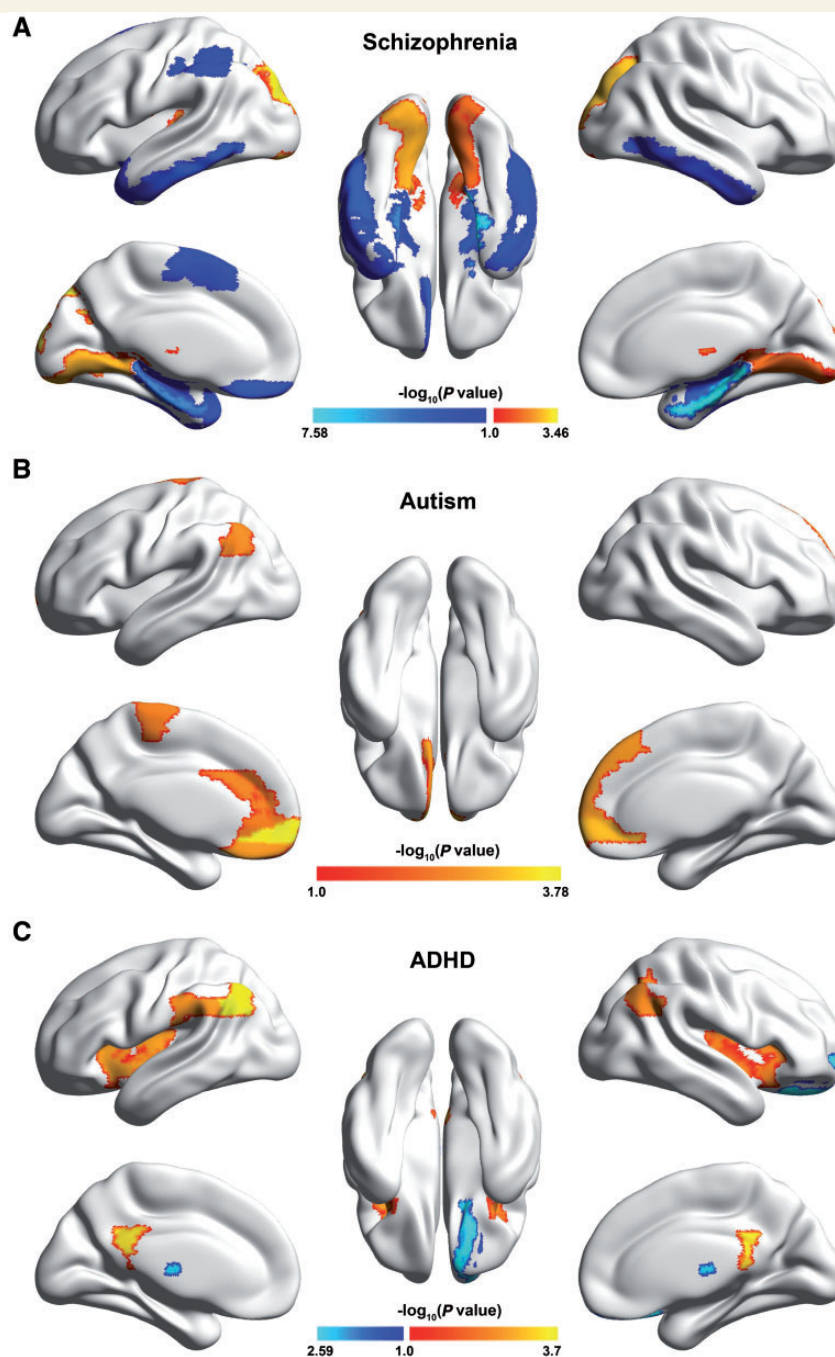 A
Schizophrenia
-log₁₀(P value)
7.58 1.0 3.46
B
Autism
-log₁₀(P value)
1.0 3.78
C
ADHD
-log₁₀(P value)
2.59 1.0 3.7